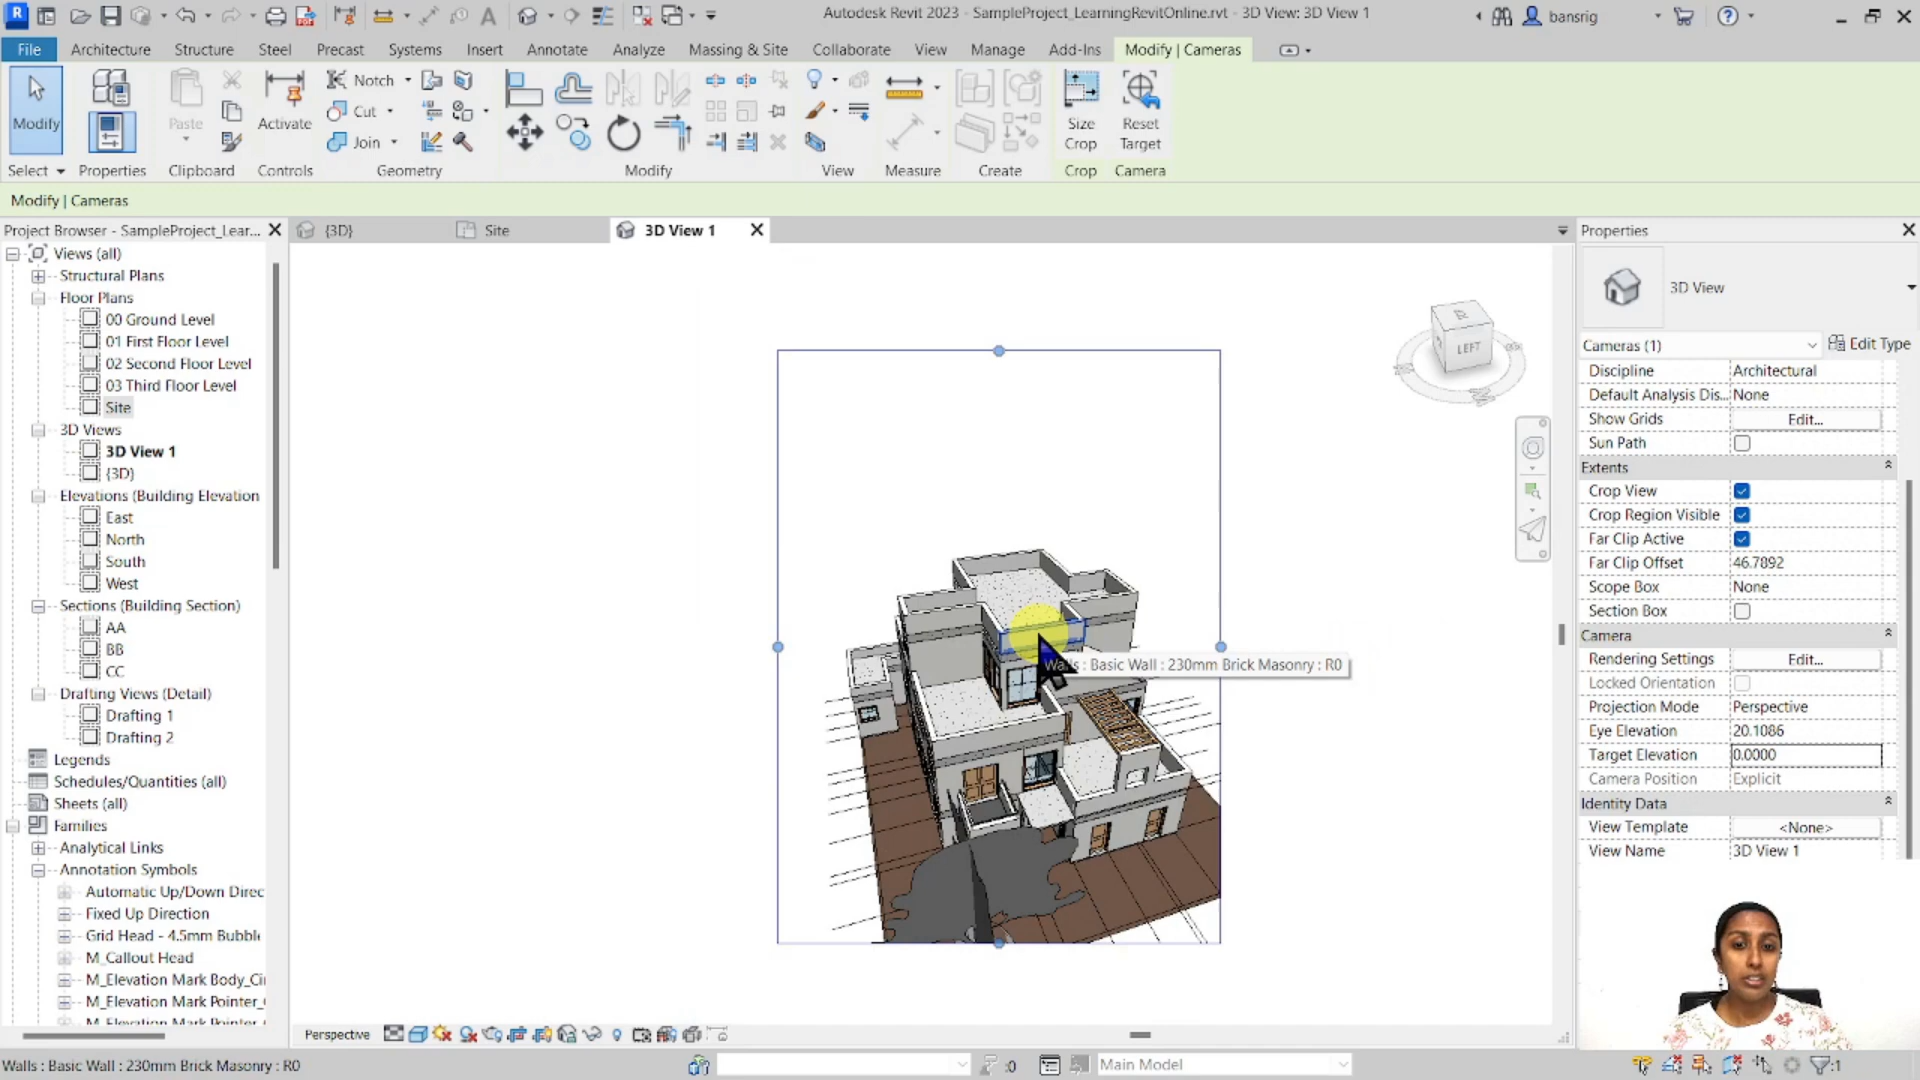 Autodesk Revit 2023 - SampleProject_LearningRevitOnline.rvt - 3D View: 3D View 1
bansrig
File
Architecture
Structure
Steel
Precast
Systems
Insert
Annotate
Analyze
Massing & Site
Collaborate
View
Manage
Add-Ins
Modify | Cameras
Modify
Paste
Activate
Notch
Cut
Join
Size Crop
Reset Target
Select
Properties
Clipboard
Controls
Geometry
Modify
View
Measure
Create
Crop
Camera
Modify | Cameras
Project Browser - SampleProject_Lear...
Views (all)
Structural Plans
Floor Plans
00 Ground Level
01 First Floor Level
02 Second Floor Level
03 Third Floor Level
Site
3D Views
3D View 1
{3D}
Elevations (Building Elevation
East
North
South
West
Sections (Building Section)
AA
BB
CC
Drafting Views (Detail)
Drafting 1
Drafting 2
Legends
Schedules/Quantities (all)
Sheets (all)
Families
Analytical Links
Annotation Symbols
Automatic Up/Down Direc
Fixed Up Direction
Grid Head - 4.5mm Bubble
M_Callout Head
M_Elevation Mark Body_Ci
M_Elevation Mark Pointer_
M_Elevation Mark Pointer_
{3D}
Site
3D View 1
LEFT
Walls : Basic Wall : 230mm Brick Masonry : R0
Properties
3D View
Cameras (1)
Edit Type
Discipline Architectural
Default Analysis Dis... None
Show Grids Edit...
Sun Path
Extents
Crop View
Crop Region Visible
Far Clip Active
Far Clip Offset 46.7892
Scope Box None
Section Box
Camera
Rendering Settings Edit...
Locked Orientation
Projection Mode Perspective
Eye Elevation 20.1086
Target Elevation 0.0000
Camera Position Explicit
Identity Data
View Template <None>
View Name 3D View 1
Perspective
Walls : Basic Wall : 230mm Brick Masonry : R0
:0
Main Model
:1